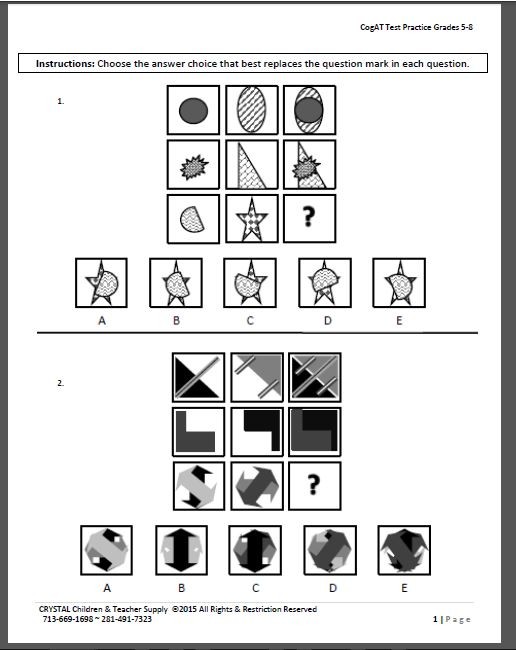 CogAT Test Practice Grades 5-8
Instructions: Choose the answer choice that best replaces the question mark in each question.
1.
?
A B C D E
2.
?
A B C D E
CRYSTAL Children & Teacher Supply ©2015 All Rights & Restriction Reserved
713-669-1698 ~ 281-491-7323 1 | Page